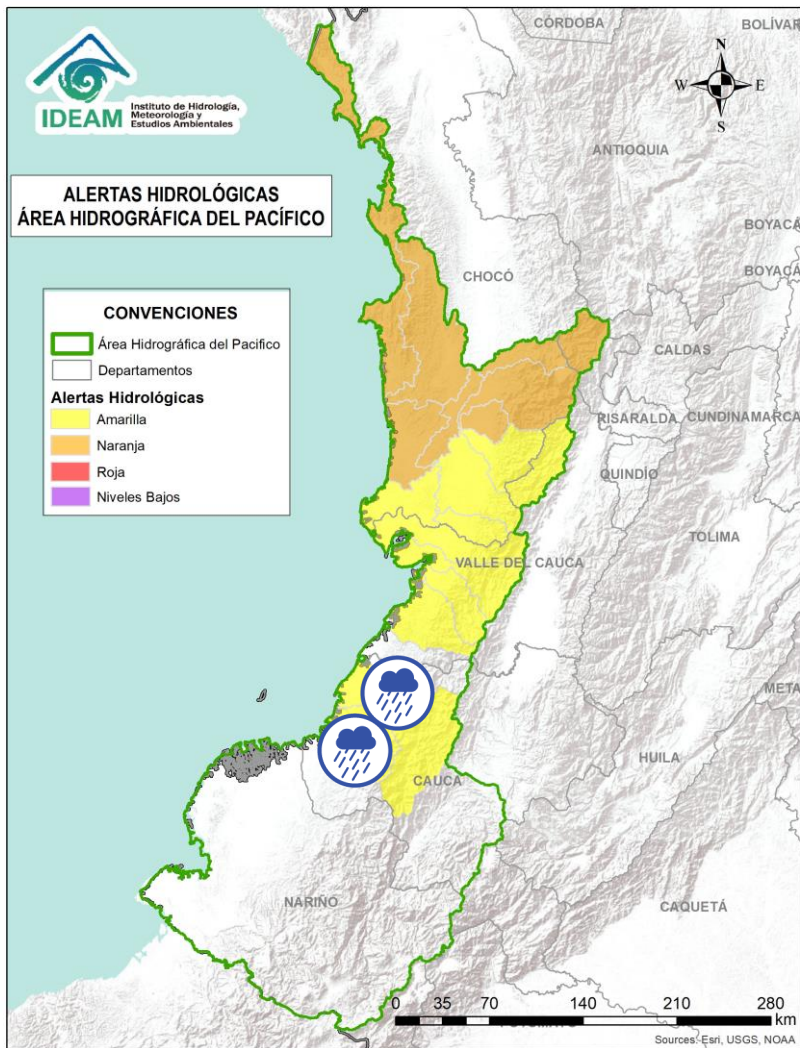 CÓRDOBA
BOLÍVAR
N
W
E
S
IDEAM
Instituto de Hidrología,
Meteorología y
Estudios Ambientales
ANTIOQUIA
ALERTAS HIDROLÓGICAS
ÁREA HIDROGRÁFICA DEL PACÍFICO
BOYACÁ
BOYACÁ
CHOCÓ
CONVENCIONES
Área Hidrográfica del Pacifico
Departamentos
Alertas Hidrológicas
Amarilla
Naranja
Roja
Niveles Bajos
CALDAS
RISARALDA
CUNDINAMARCA
QUINDÍO
TOLIMA
VALLE DEL CAUCA
META
HUILA
CAUCA
NARIÑO
CAQUETÁ
0 35 70 140 210 280
km
Sources: Esri, USGS, NOAA